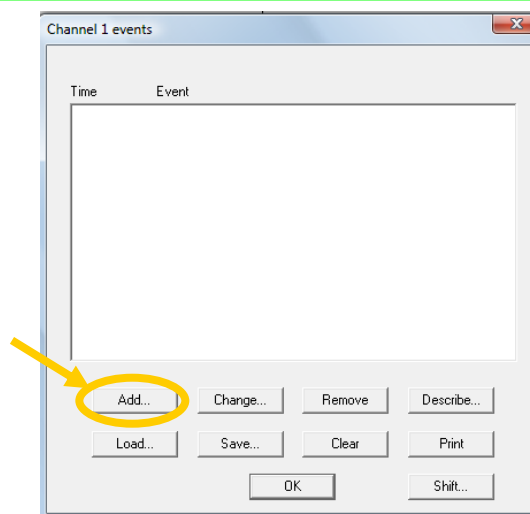 Channel 1 events
Time Event
Add... Change... Remove Describe...
Load... Save... Clear Print
OK Shift...